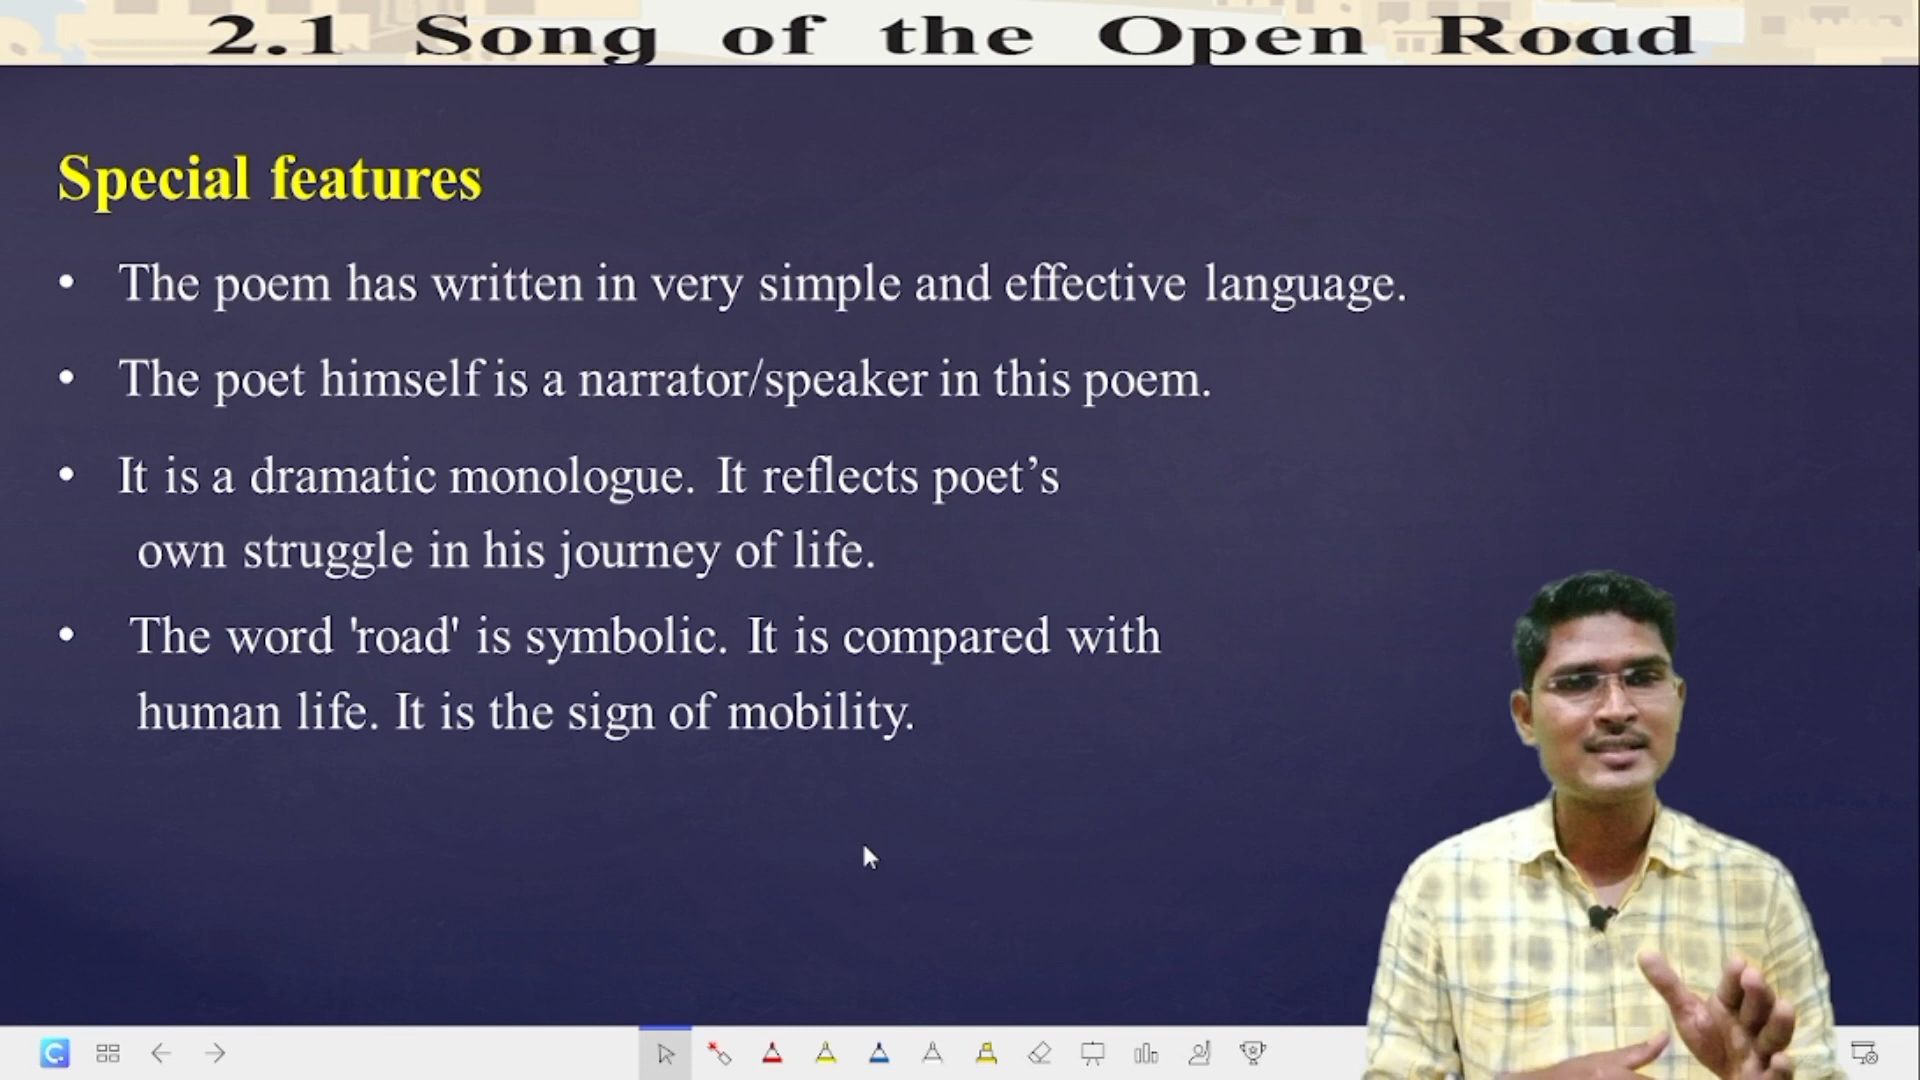 2.1 Song of the Open Road
Special features
• The poem has written in very simple and effective language.
• The poet himself is a narrator/speaker in this poem.
• It is a dramatic monologue. It reflects poet’s
own struggle in his journey of life.
• The word 'road' is symbolic. It is compared with
human life. It is the sign of mobility.